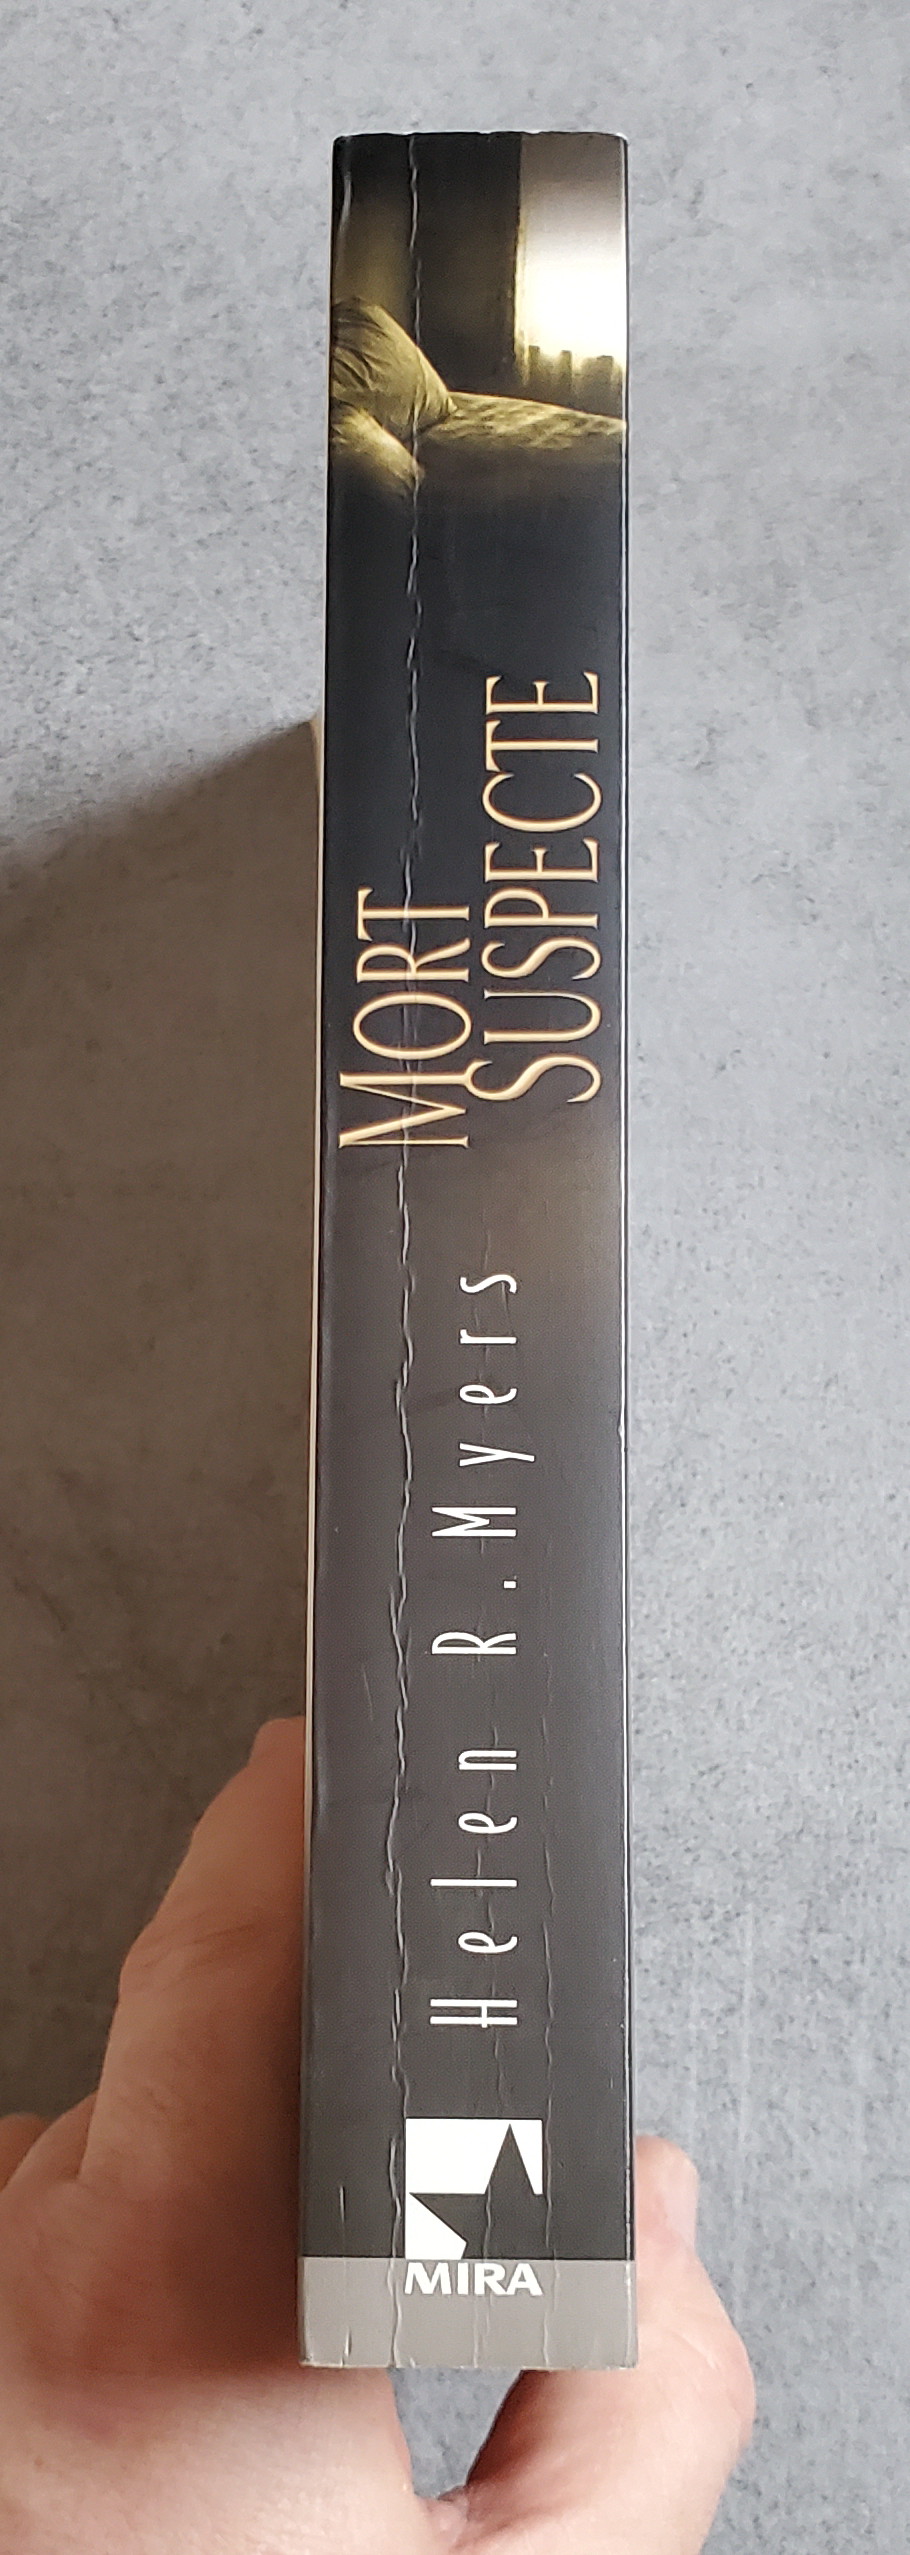 MORT
SUSPECTE
Helen R. Myers
MIRA